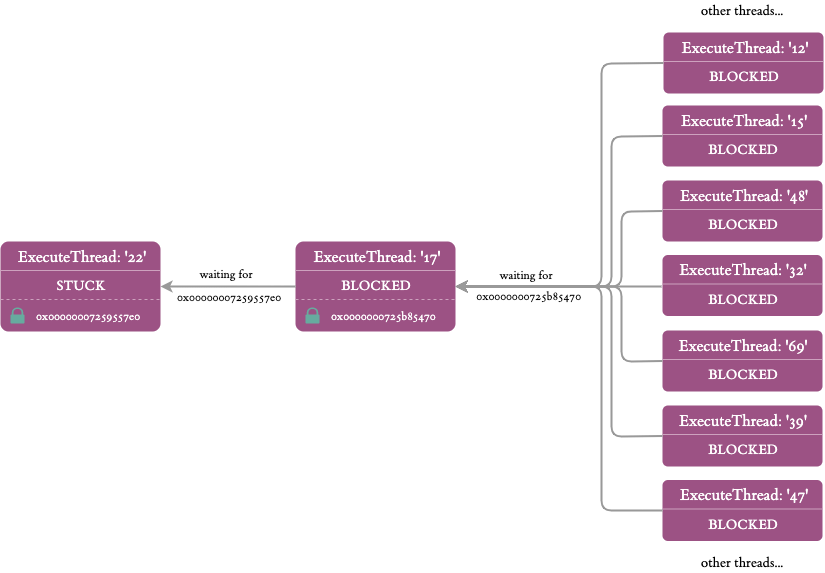 other threads...
ExecuteThread: '12'
BLOCKED
ExecuteThread: '15'
BLOCKED
ExecuteThread: '48'
BLOCKED
ExecuteThread: '22'
STUCK
0x00000007259557e0
waiting for
0x00000007259557e0
ExecuteThread: '17'
BLOCKED
0x0000000725b85470
waiting for
0x0000000725b85470
ExecuteThread: '32'
BLOCKED
ExecuteThread: '69'
BLOCKED
ExecuteThread: '39'
BLOCKED
ExecuteThread: '47'
BLOCKED
other threads...